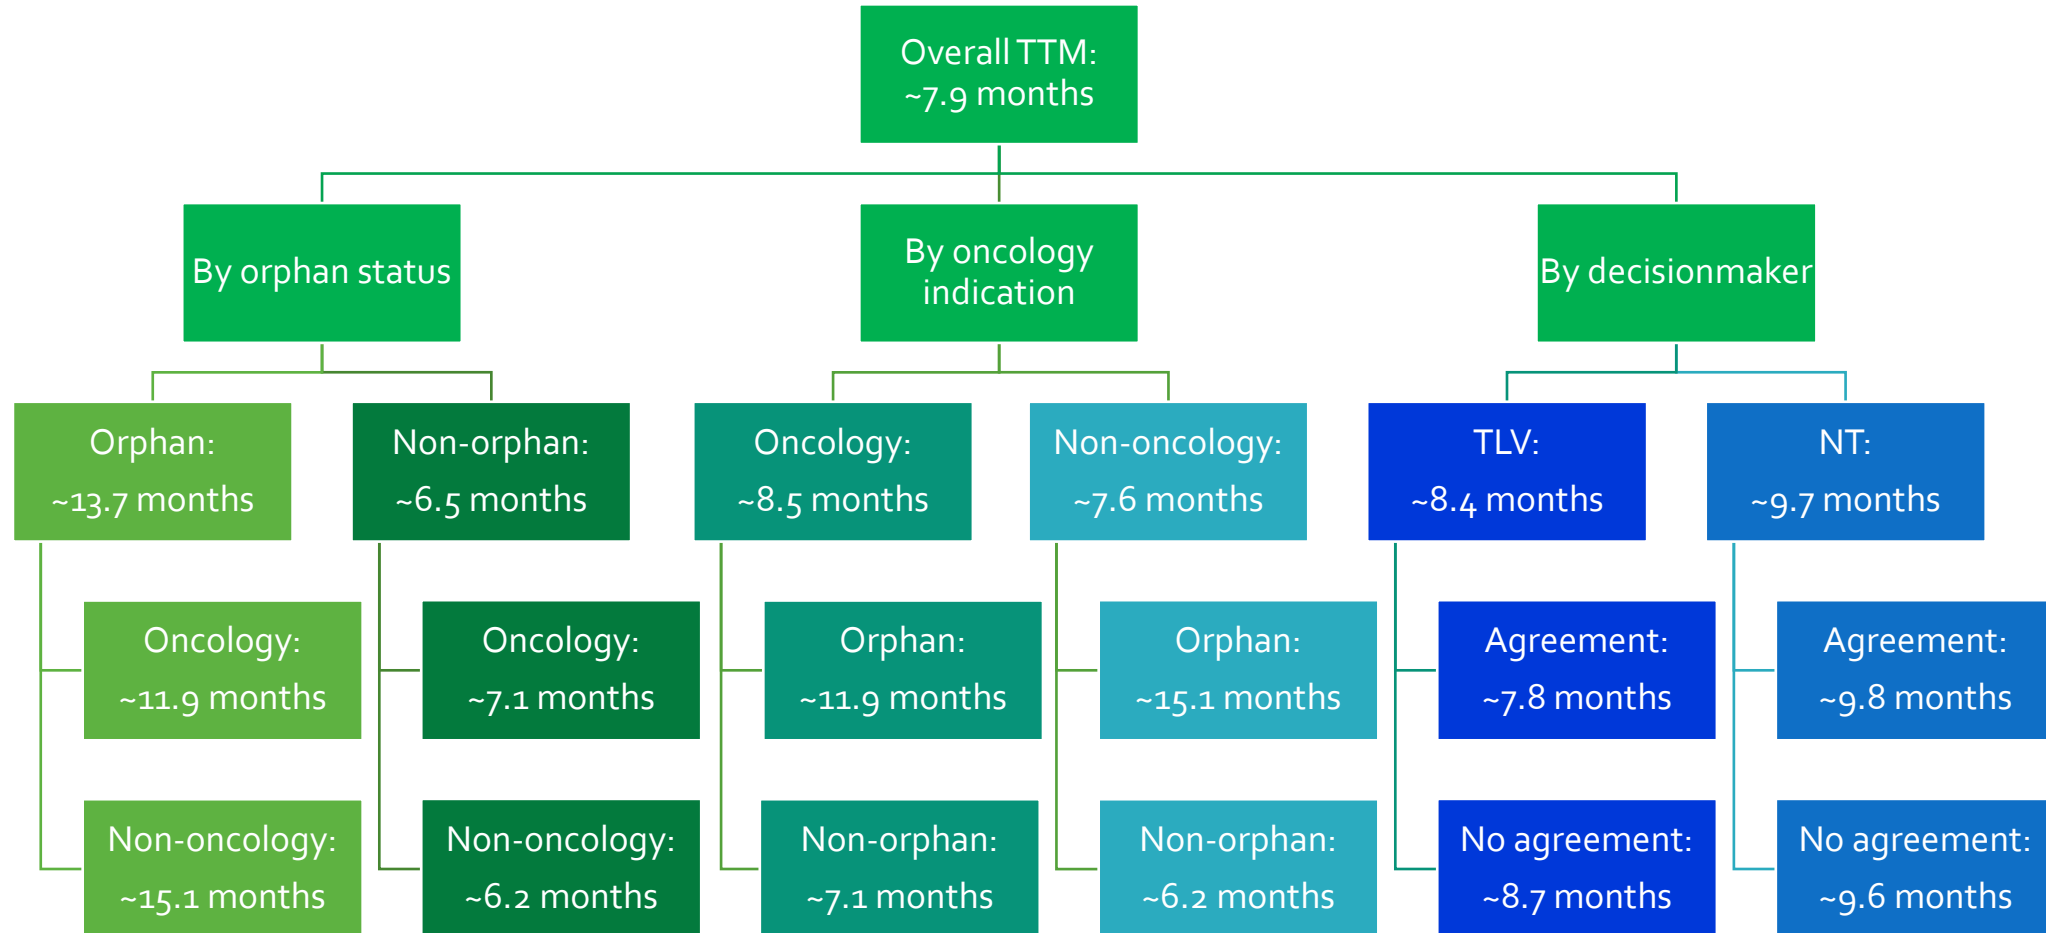 Overall TTM:
~7.9 months
By orphan status
By oncology
indication
By decisionmaker
Orphan:
~13.7 months
Non-orphan:
~6.5 months
Oncology:
~8.5 months
Non-oncology:
~7.6 months
TLV:
~8.4 months
NT:
~9.7 months
Oncology:
~11.9 months
Oncology:
~7.1 months
Orphan:
~11.9 months
Orphan:
~15.1 months
Agreement:
~7.8 months
Agreement:
~9.8 months
Non-oncology:
~15.1 months
Non-oncology:
~6.2 months
Non-orphan:
~7.1 months
Non-orphan:
~6.2 months
No agreement:
~8.7 months
No agreement:
~9.6 months